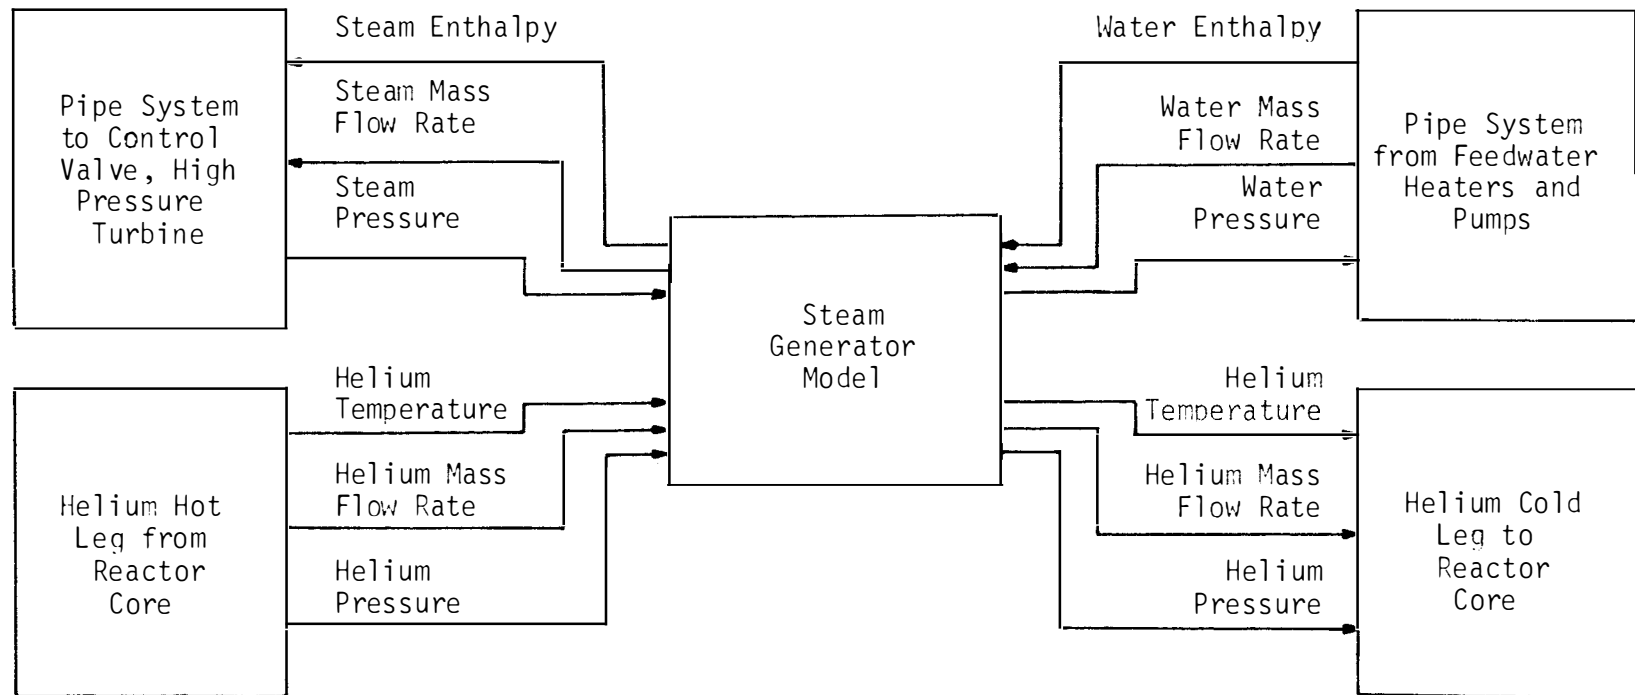 Steam Enthalpy
Water Enthalpy
Pipe System
to Control
Valve, High
Pressure
Turbine
Steam Mass
Flow Rate
Steam
Pressure
Water Mass
Flow Rate
Water
Pressure
Pipe System
from Feedwater
Heaters and
Pumps
Steam
Generator
Model
Helium Hot
Leg from
Reactor
Core
Helium
Temperature
Helium Mass
Flow Rate
Helium
Pressure
Helium
Temperature
Helium Mass
Flow Rate
Helium
Pressure
Helium Cold
Leg to
Reactor
Core